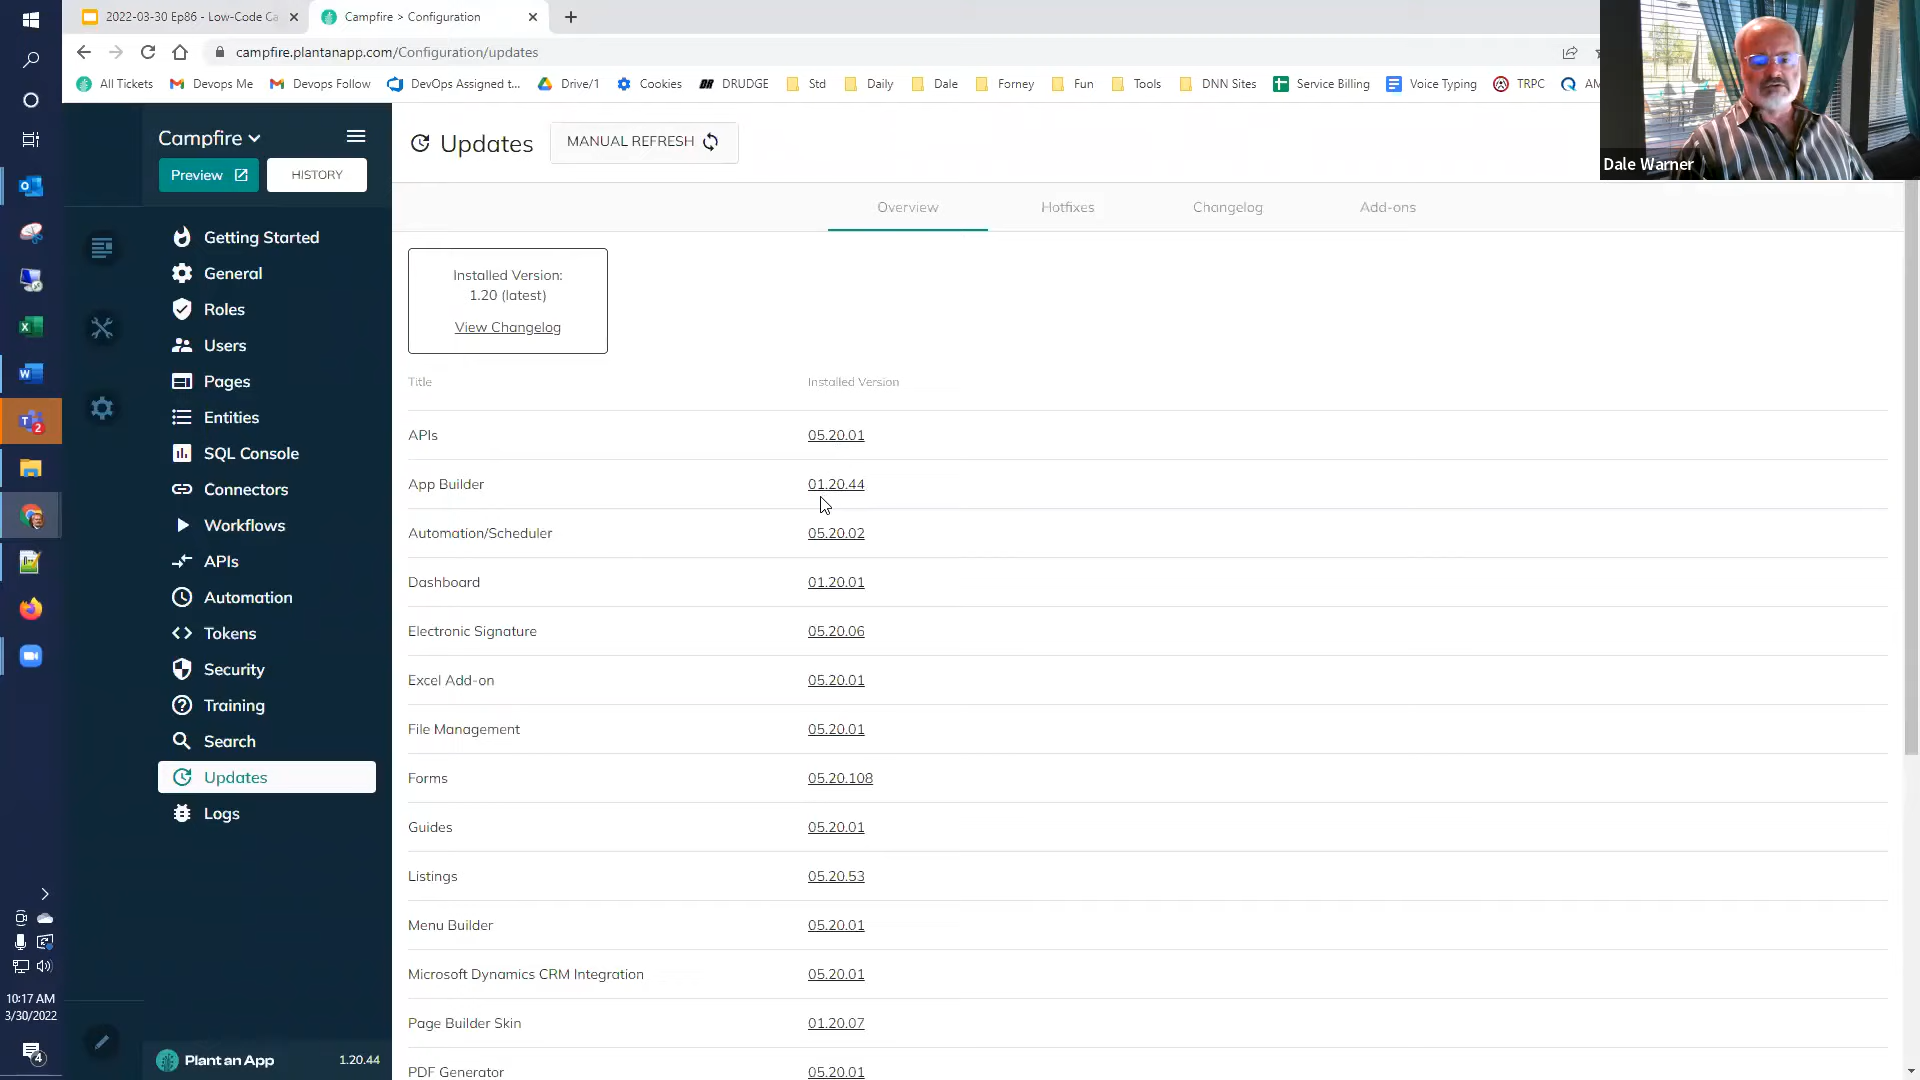 2022-03-30 Ep86 - Low-Code Ca
Campfire > Configuration
campfire.plantanapp.com/Configuration/updates
All Tickets
Devops Me
Devops Follow
DevOps Assigned t...
Drive/1
Cookies
DRUDGE
Std
Daily
Dale
Forney
Fun
Tools
DNN Sites
Service Billing
Voice Typing
TRPC
AM
Dale Warner
Campfire
Preview
HISTORY
Getting Started
General
Roles
Users
Pages
Entities
SQL Console
Connectors
Workflows
APIs
Automation
Tokens
Security
Training
Search
Updates
Logs
Plant an App 1.20.44
Updates
MANUAL REFRESH
Overview
Hotfixes
Changelog
Add-ons
Installed Version:
1.20 (latest)
View Changelog
Title Installed Version
APIs 05.20.01
App Builder 01.20.44
Automation/Scheduler 05.20.02
Dashboard 01.20.01
Electronic Signature 05.20.06
Excel Add-on 05.20.01
File Management 05.20.01
Forms 05.20.108
Guides 05.20.01
Listings 05.20.53
Menu Builder 05.20.01
Microsoft Dynamics CRM Integration 05.20.01
Page Builder Skin 01.20.07
PDF Generator 05.20.01
10:17 AM
3/30/2022
4
2